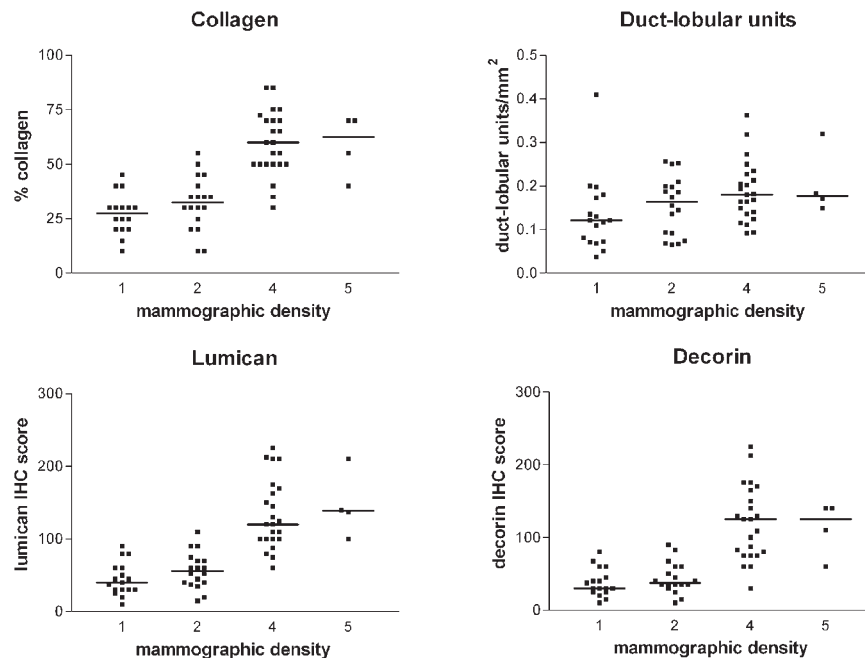 Collagen
% collagen
100
75
50
25
0
1 2 4 5
mammographic density
Duct-lobular units
duct-lobular units/mm²
0.5
0.4
0.3
0.2
0.1
0.0
1 2 4 5
mammographic density
Lumican
lumican IHC score
300
200
100
0
1 2 4 5
mammographic density
Decorin
decorin IHC score
300
200
100
0
1 2 4 5
mammographic density